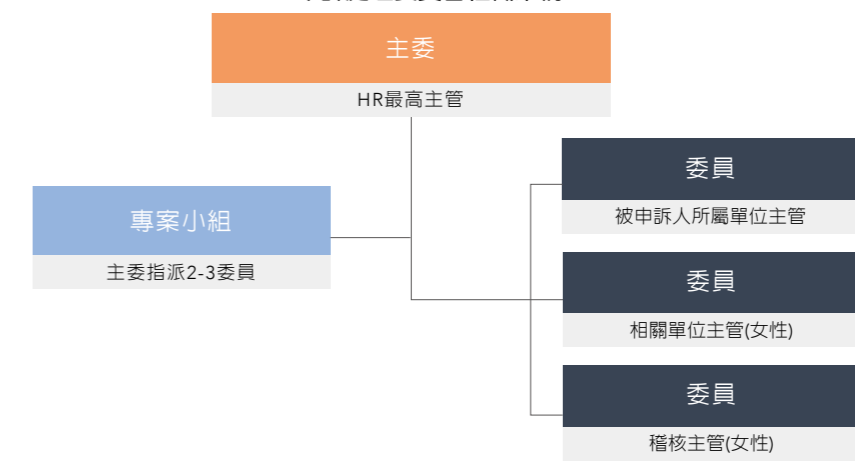 主委
HR最高主管
專案小組
主委指派2-3委員
委員
被申訴人所屬單位主管
委員
相關單位主管(女性)
委員
稽核主管(女性)